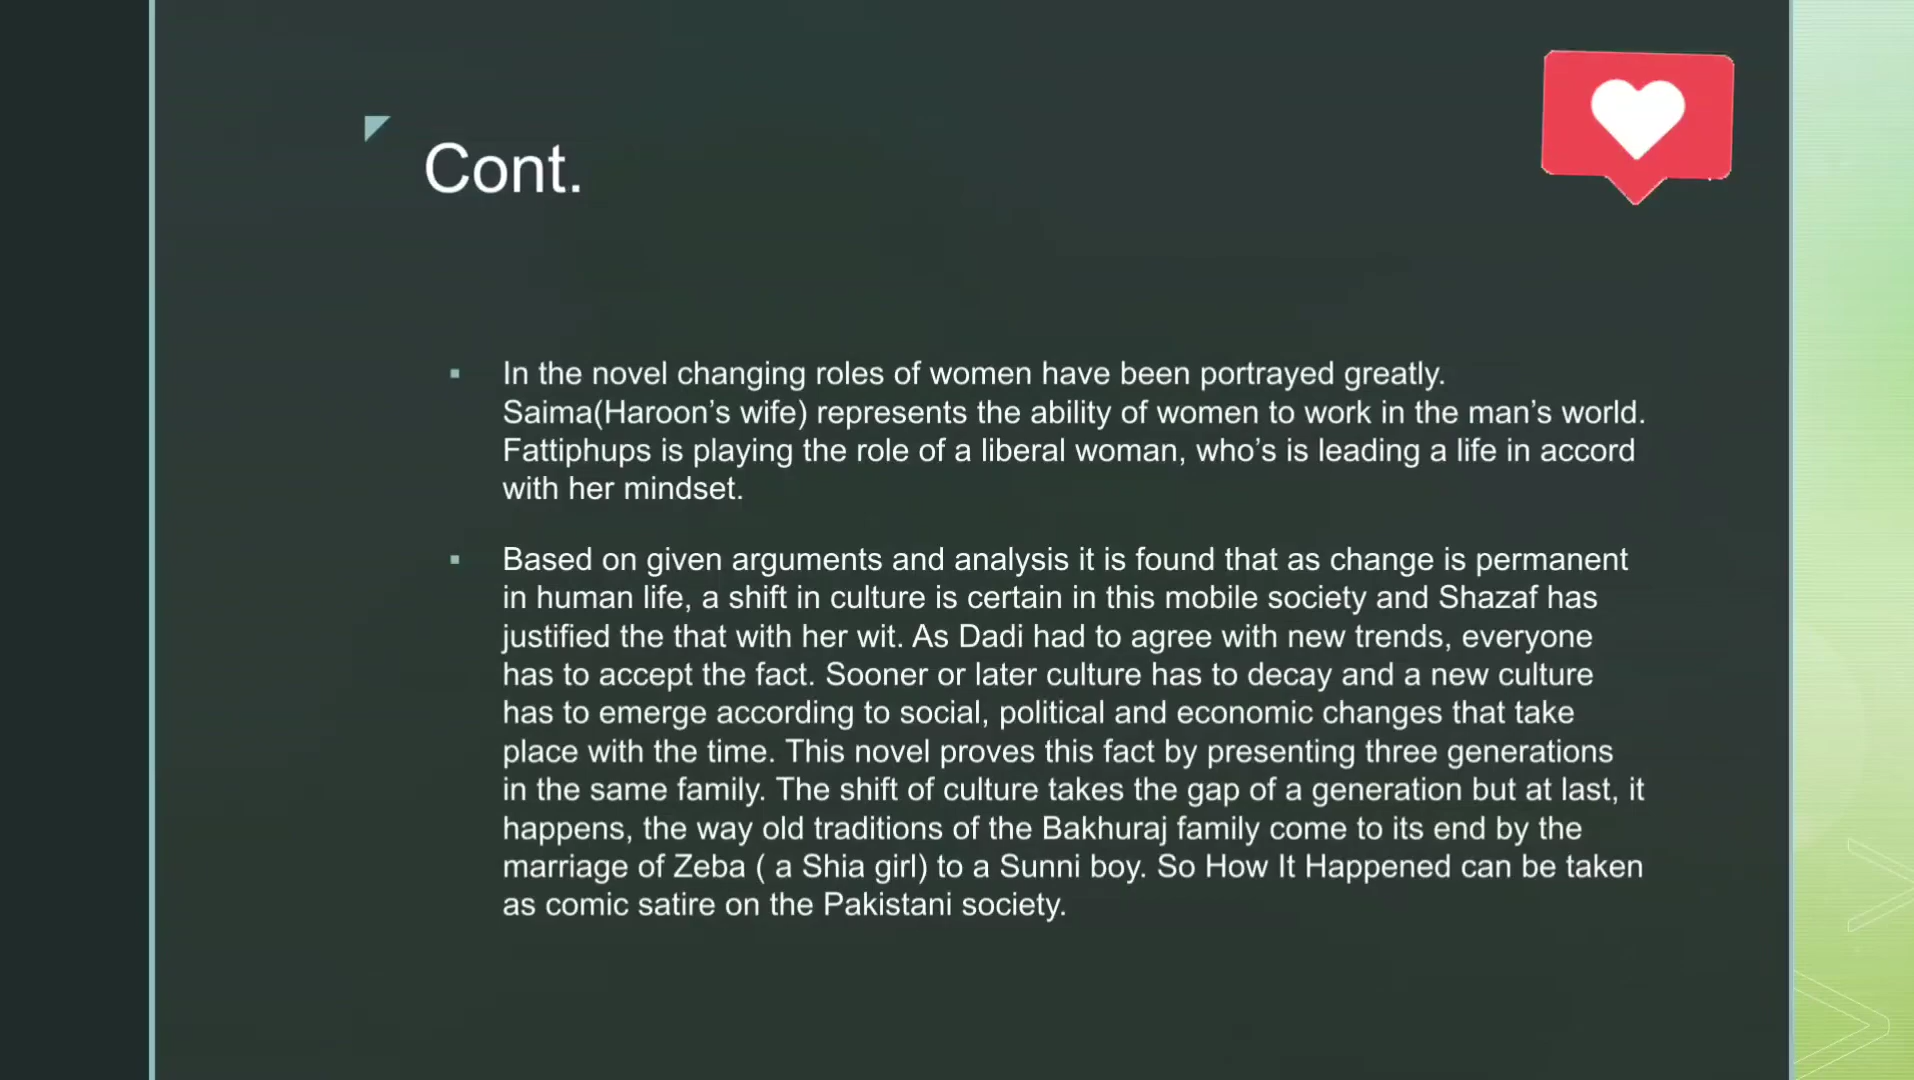 Cont.
In the novel changing roles of women have been portrayed greatly.
Saima(Haroon’s wife) represents the ability of women to work in the man’s world.
Fattiphups is playing the role of a liberal woman, who’s is leading a life in accord
with her mindset.
Based on given arguments and analysis it is found that as change is permanent
in human life, a shift in culture is certain in this mobile society and Shazaf has
justified the that with her wit. As Dadi had to agree with new trends, everyone
has to accept the fact. Sooner or later culture has to decay and a new culture
has to emerge according to social, political and economic changes that take
place with the time. This novel proves this fact by presenting three generations
in the same family. The shift of culture takes the gap of a generation but at last, it
happens, the way old traditions of the Bakhuraj family come to its end by the
marriage of Zeba ( a Shia girl) to a Sunni boy. So How It Happened can be taken
as comic satire on the Pakistani society.